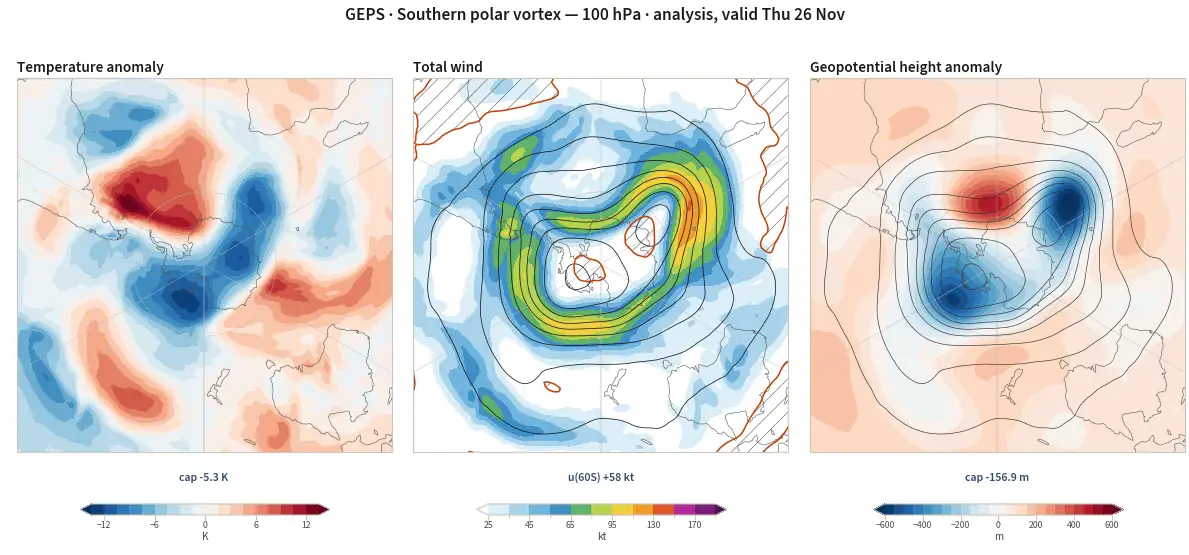 GEPS · Southern polar vortex — 100 hPa · analysis, valid Thu 26 Nov
Temperature anomaly
Total wind
Geopotential height anomaly
cap -5.3 K
u(60S) +58 kt
cap -156.9 m
−12 −6 0 6 12
K
25 45 65 95 130 170
kt
−600 −400 −200 0 200 400 600
m